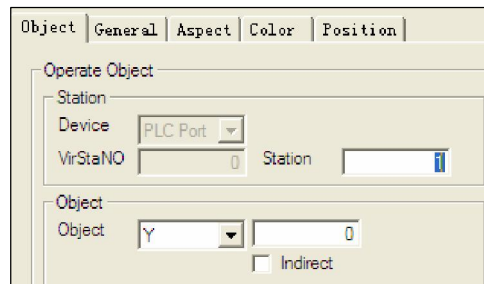 Object General Aspect Color Position
Operate Object
Station
Device PLC Port
VirStaNO 0 Station 1
Object
Object Y 0
Indirect